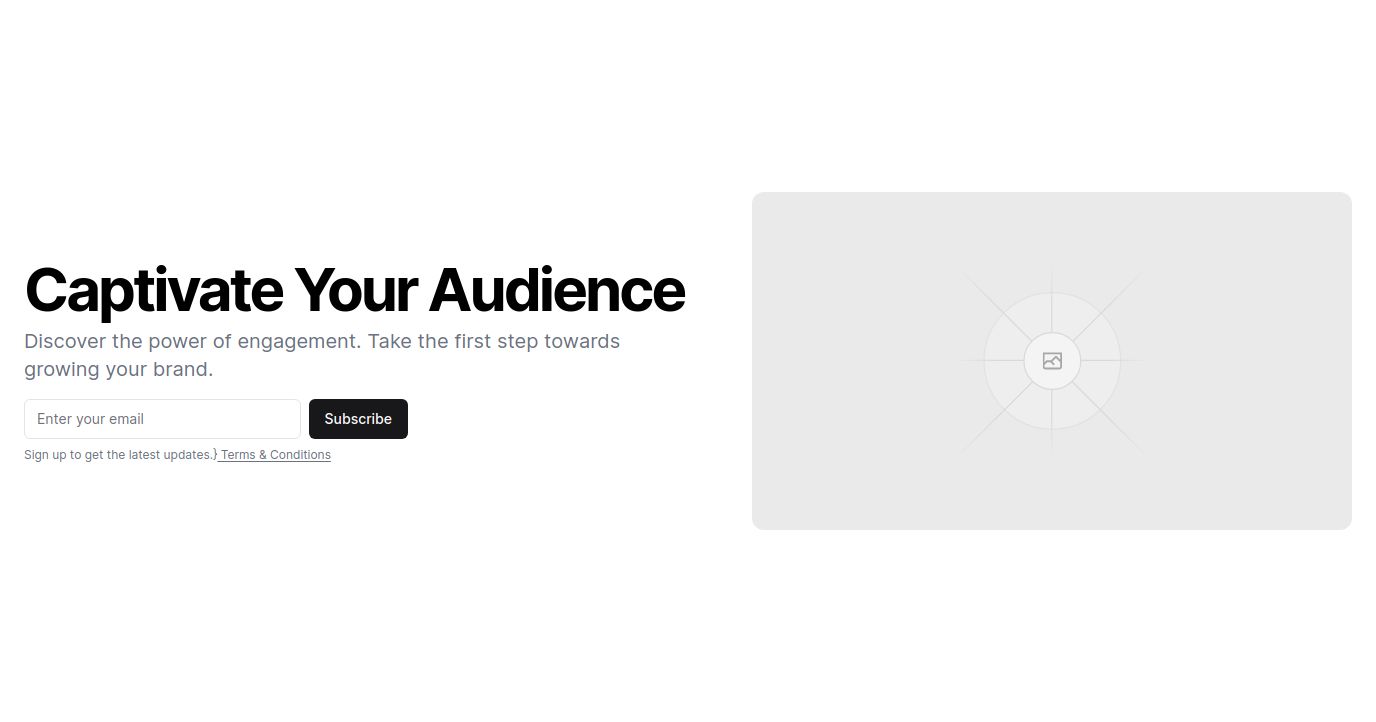 Captivate Your Audience
Discover the power of engagement. Take the first step towards
growing your brand.
Enter your email
Subscribe
Sign up to get the latest updates.} Terms & Conditions